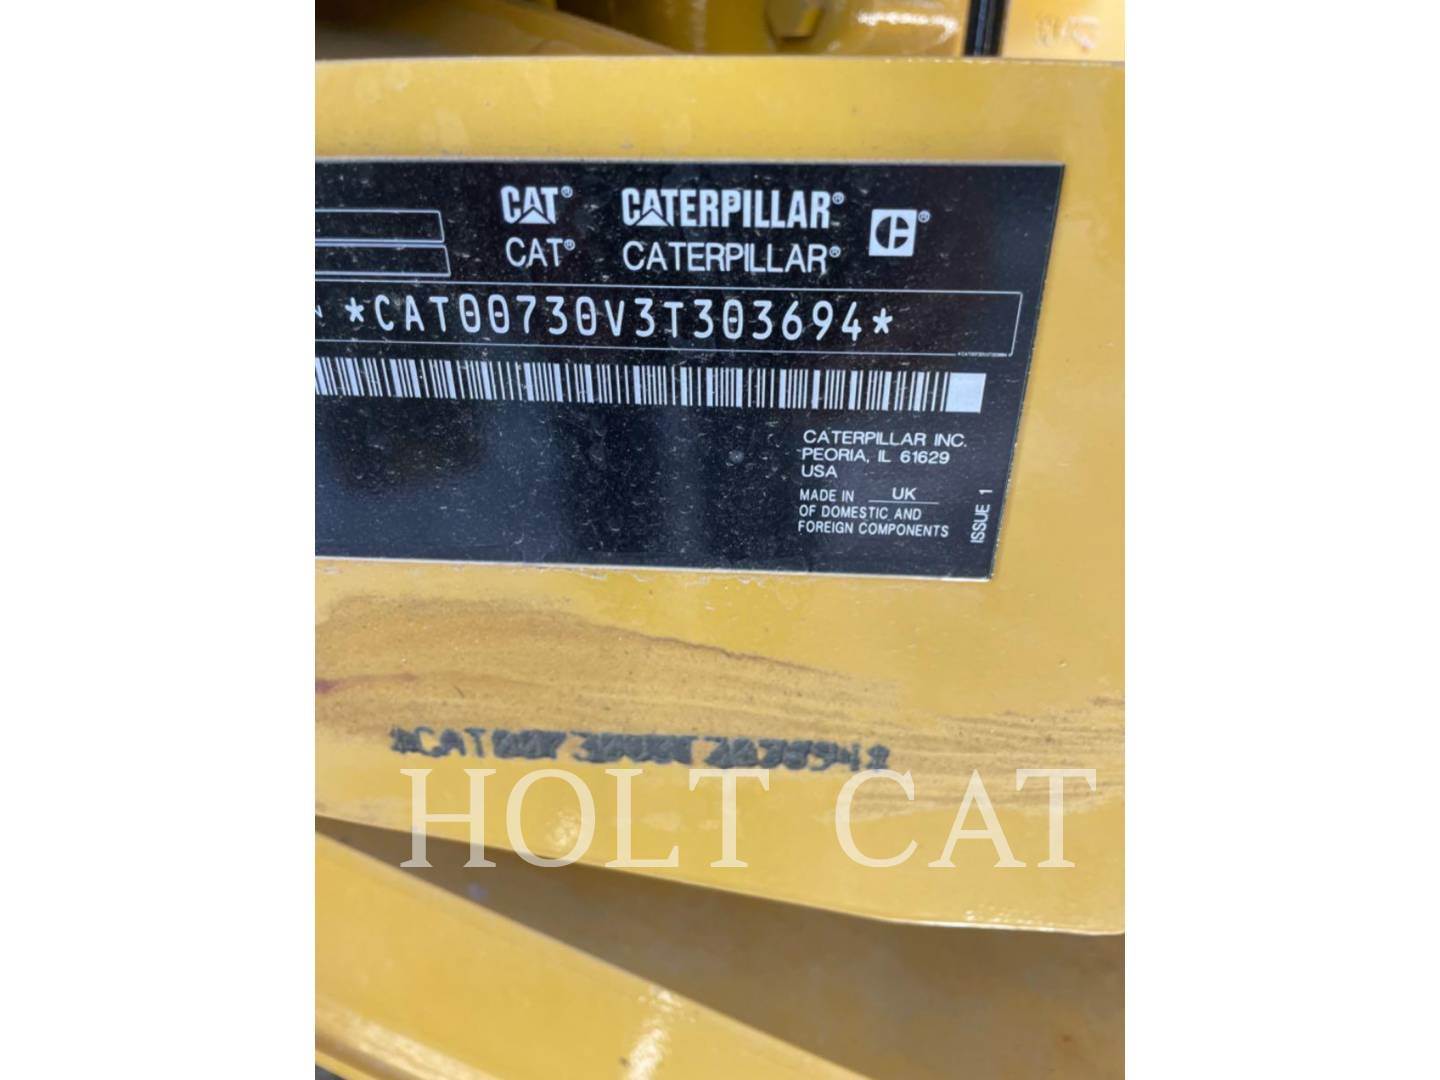 CAT® CATERPILLAR®
CAT® CATERPILLAR®
*CAT00730V3T303694*
CATERPILLAR INC.
PEORIA, IL 61629
USA
MADE IN UK
OF DOMESTIC AND
FOREIGN COMPONENTS
ISSUE 1
HOLT CAT